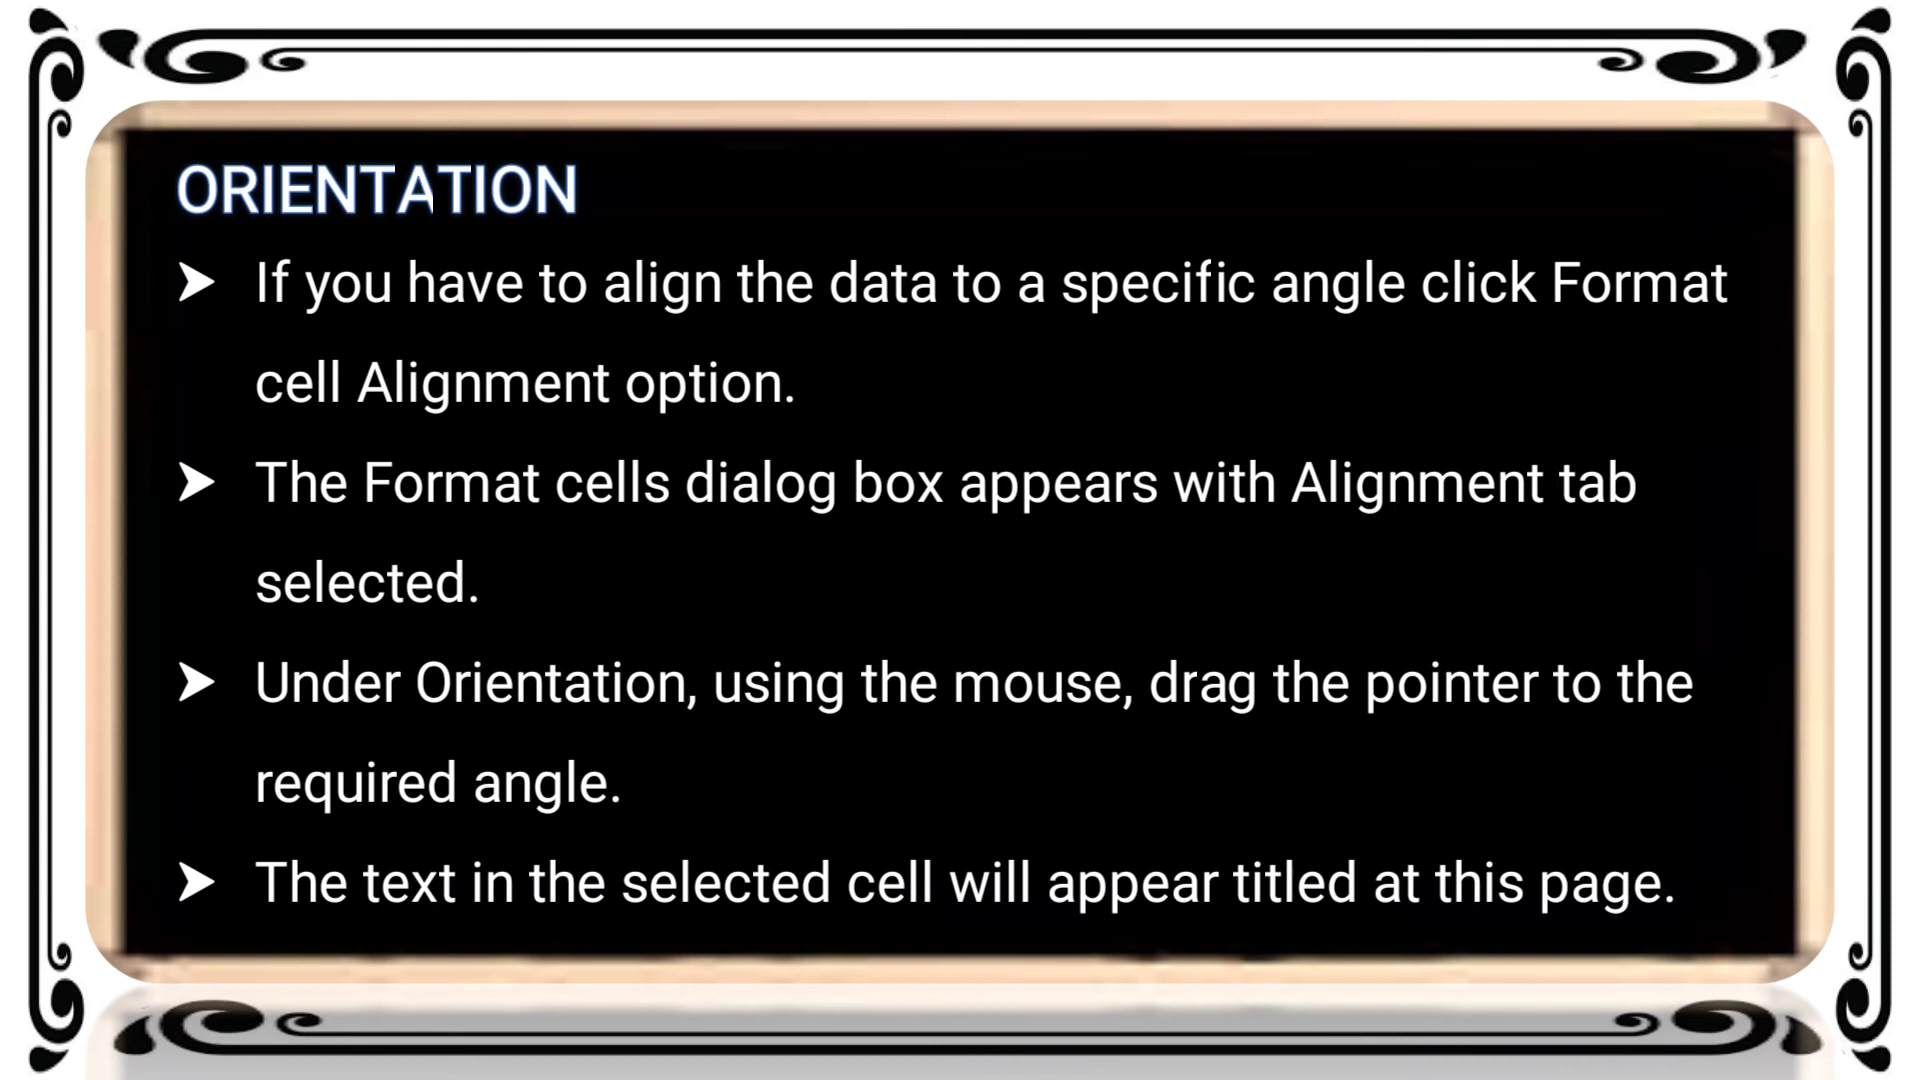 ORIENTATION
➤ If you have to align the data to a specific angle click Format
cell Alignment option.
➤ The Format cells dialog box appears with Alignment tab
selected.
➤ Under Orientation, using the mouse, drag the pointer to the
required angle.
➤ The text in the selected cell will appear titled at this page.